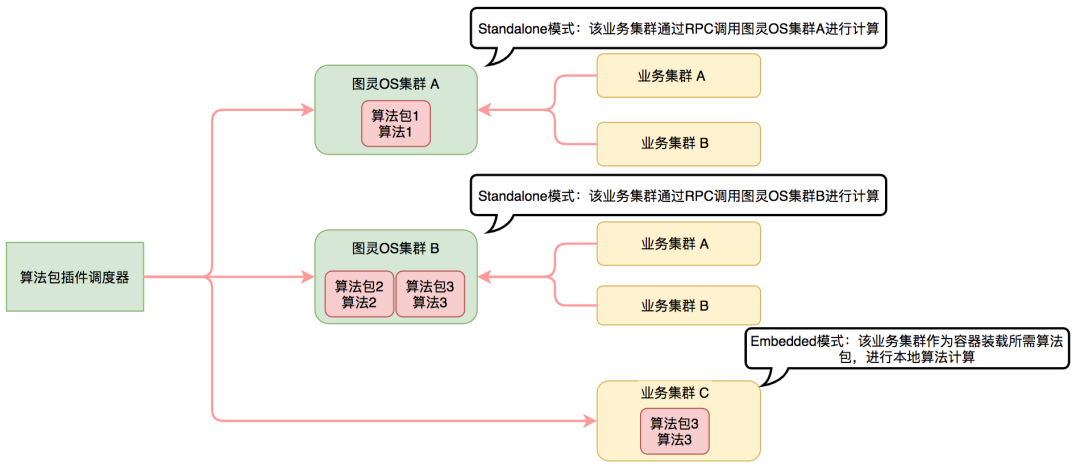 Standalone模式：该业务集群通过RPC调用图灵OS集群A进行计算
图灵OS集群 A
算法包1
算法1
业务集群 A
业务集群 B
Standalone模式：该业务集群通过RPC调用图灵OS集群B进行计算
图灵OS集群 B
算法包2
算法2
算法包3
算法3
业务集群 A
业务集群 B
算法包插件调度器
Embedded模式：该业务集群作为容器装载所需算法
包，进行本地算法计算
业务集群 C
算法包3
算法3